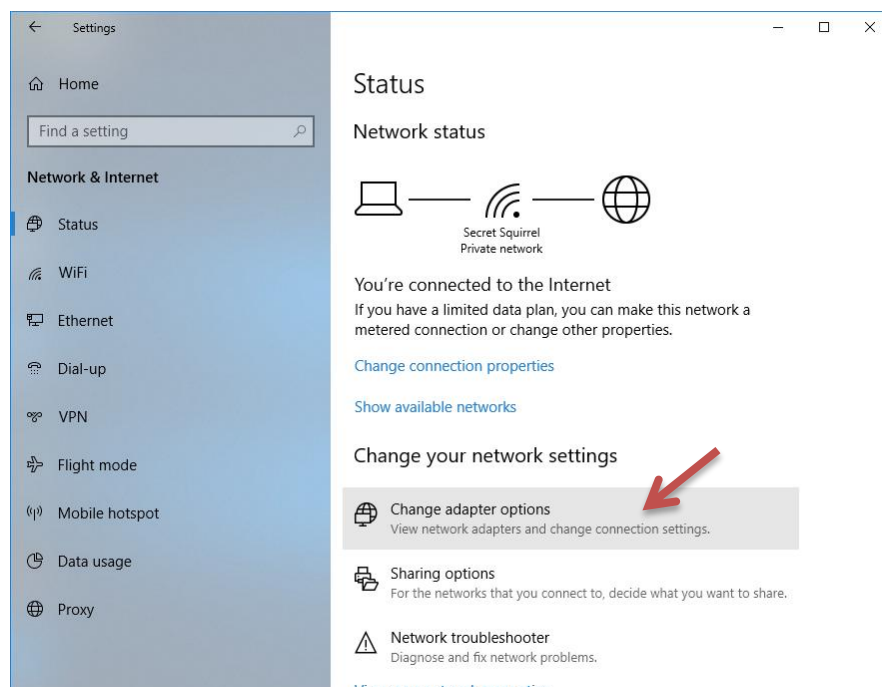 Settings
Home
Find a setting
Network & Internet
Status
WiFi
Ethernet
Dial-up
VPN
Flight mode
Mobile hotspot
Data usage
Proxy
Status
Network status
Secret Squirrel
Private network
You're connected to the Internet
If you have a limited data plan, you can make this network a
metered connection or change other properties.
Change connection properties
Show available networks
Change your network settings
Change adapter options
View network adapters and change connection settings.
Sharing options
For the networks that you connect to, decide what you want to share.
Network troubleshooter
Diagnose and fix network problems.